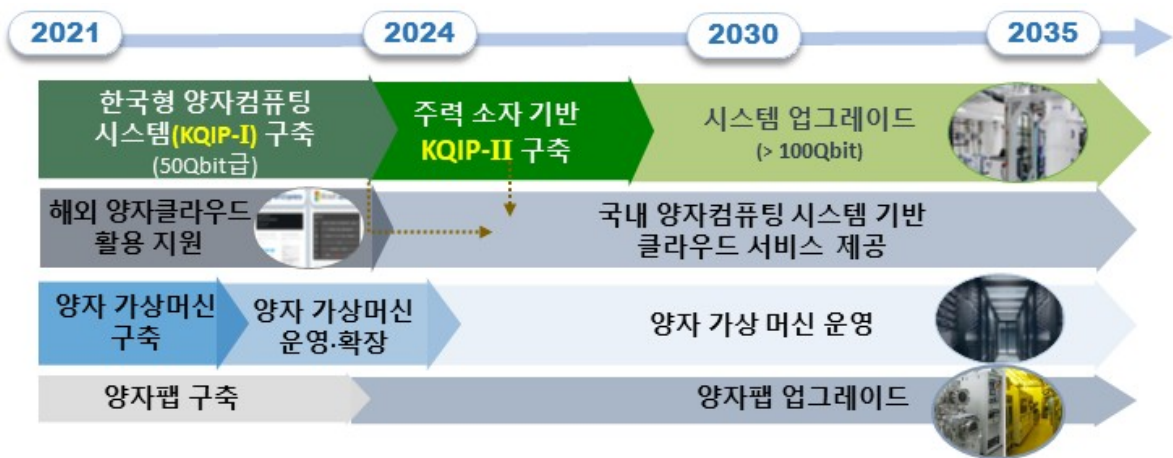 2021
2024
2030
2035
한국형 양자컴퓨팅
시스템(KQIP-I) 구축
(50Qbit급)
주력 소자 기반
KQIP-II 구축
시스템 업그레이드
(> 100Qbit)
해외 양자클라우드
활용 지원
국내 양자컴퓨팅 시스템 기반
클라우드 서비스 제공
양자 가상머신
구축
양자 가상머신
운영·확장
양자 가상 머신 운영
양자팹 구축
양자팹 업그레이드